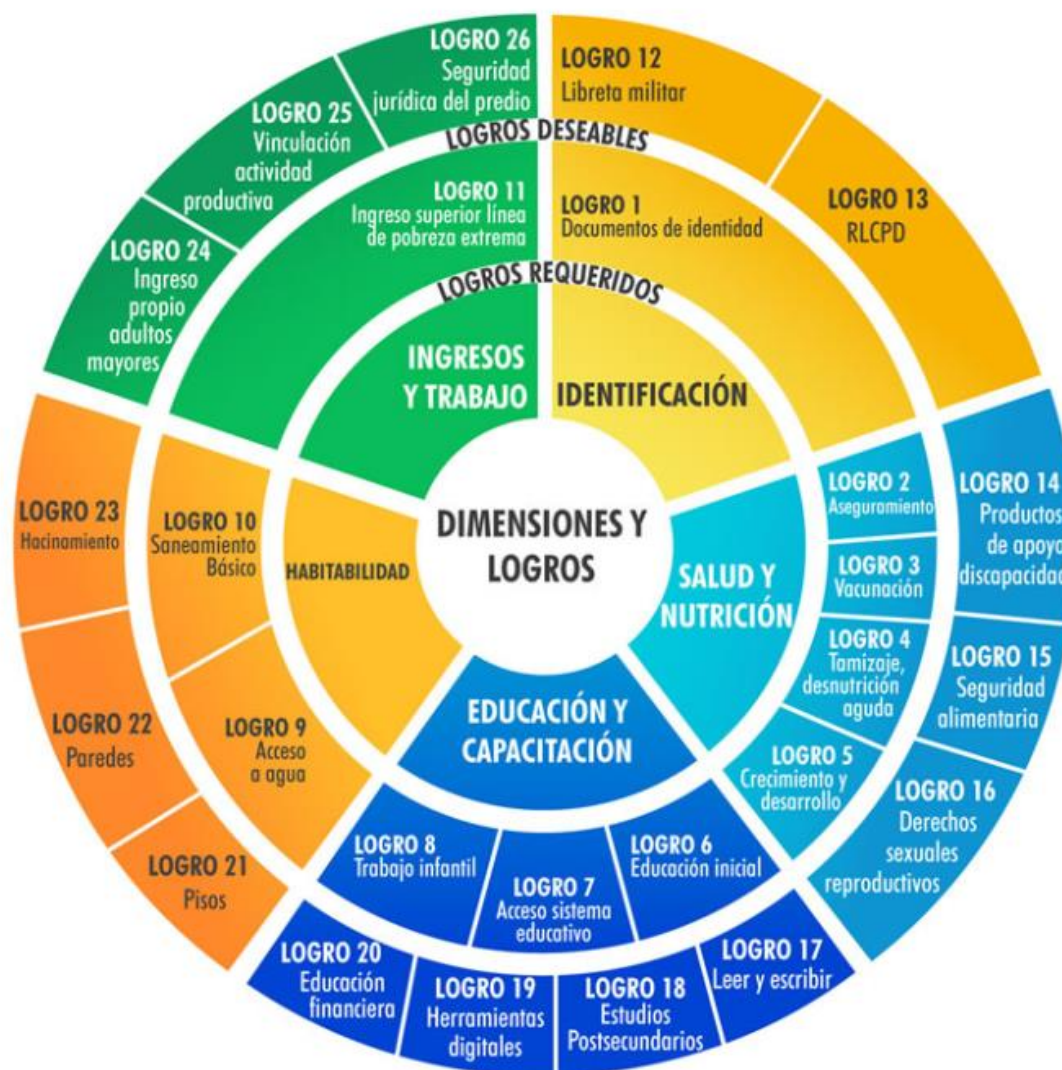 DIMENSIONES Y
LOGROS
LOGROS REQUERIDOS
LOGROS DESEABLES
IDENTIFICACIÓN
LOGRO 1
Documentos de identidad
LOGRO 12
Libreta militar
LOGRO 13
RLCPD
SALUD Y
NUTRICIÓN
LOGRO 2
Aseguramiento
LOGRO 3
Vacunación
LOGRO 4
Tamizaje,
desnutrición
aguda
LOGRO 5
Crecimiento y
desarrollo
LOGRO 14
Productos
de apoyo
discapacidad
LOGRO 15
Seguridad
alimentaria
LOGRO 16
Derechos
sexuales
reproductivos
EDUCACIÓN Y
CAPACITACIÓN
LOGRO 6
Educación inicial
LOGRO 7
Acceso sistema
educativo
LOGRO 8
Trabajo infantil
LOGRO 17
Leer y escribir
LOGRO 18
Estudios
Postsecundarios
LOGRO 19
Herramientas
digitales
LOGRO 20
Educación
financiera
HABITABILIDAD
LOGRO 9
Acceso
a agua
LOGRO 10
Saneamiento
Básico
LOGRO 21
Pisos
LOGRO 22
Paredes
LOGRO 23
Hacinamiento
INGRESOS
Y TRABAJO
LOGRO 11
Ingreso superior línea
de pobreza extrema
LOGRO 24
Ingreso
propio
adultos
mayores
LOGRO 25
Vinculación
actividad
productiva
LOGRO 26
Seguridad
jurídica del predio